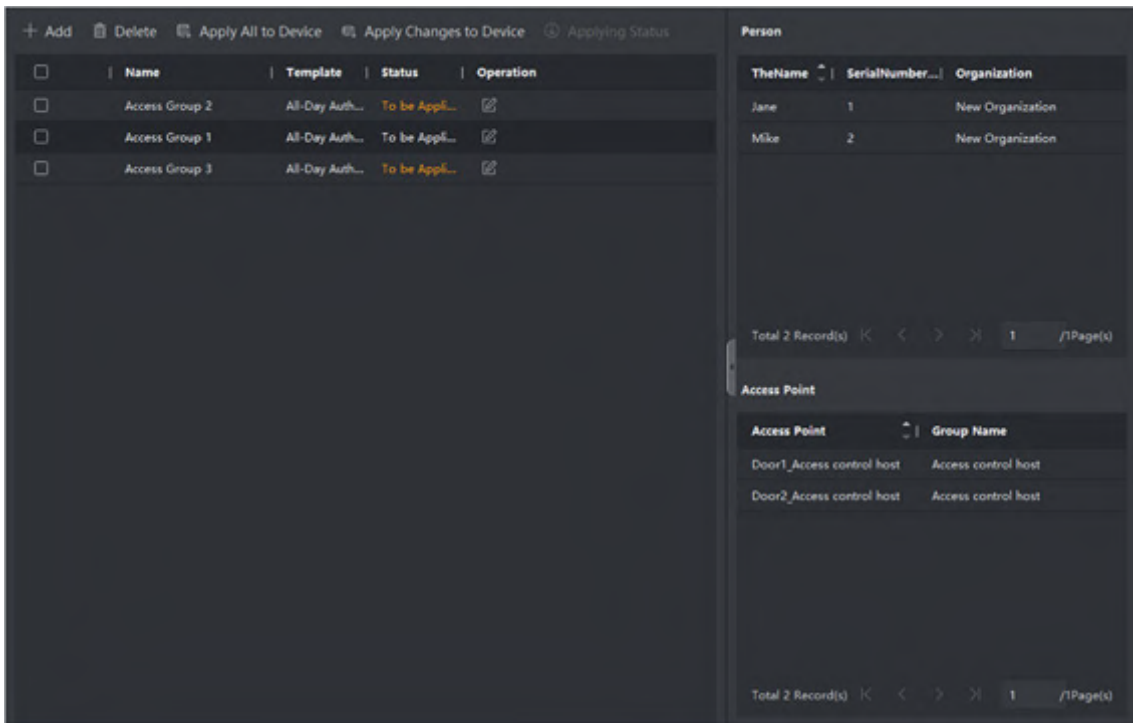 Add Delete Apply All to Device Apply Changes to Device Applying Status
Name Template Status Operation
Access Group 2 All-Day Auth... To be Appli...
Access Group 1 All-Day Auth... To be Appli...
Access Group 3 All-Day Auth... To be Appli...
Person
TheName SerialNumber... Organization
Jane 1 New Organization
Mike 2 New Organization
Total 2 Record(s) 1 /1Page(s)
Access Point
Access Point Group Name
Door1_Access control host Access control host
Door2_Access control host Access control host
Total 2 Record(s) 1 /1Page(s)